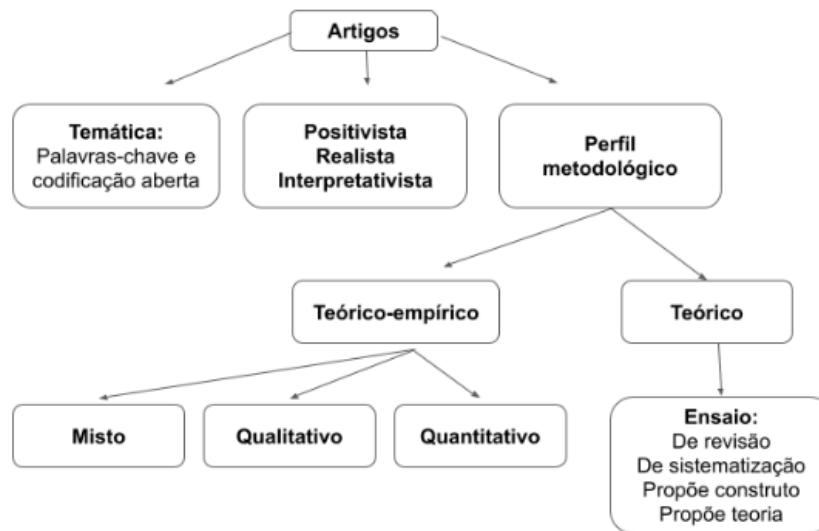 Artigos
Temática:
Palavras-chave e
codificação aberta
Positivista
Realista
Interpretativista
Perfil
metodológico
Teórico-empírico
Teórico
Misto
Qualitativo
Quantitativo
Ensaio:
De revisão
De sistematização
Propõe construto
Propõe teoria